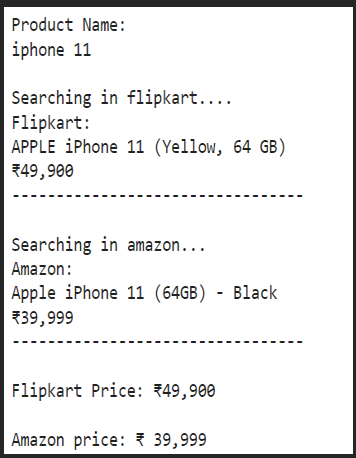 Product Name:
iphone 11
Searching in flipkart....
Flipkart:
APPLE iPhone 11 (Yellow, 64 GB)
₹49,900
---------------------------------
Searching in amazon...
Amazon:
Apple iPhone 11 (64GB) - Black
₹39,999
---------------------------------
Flipkart Price: ₹49,900
Amazon price: ₹ 39,999